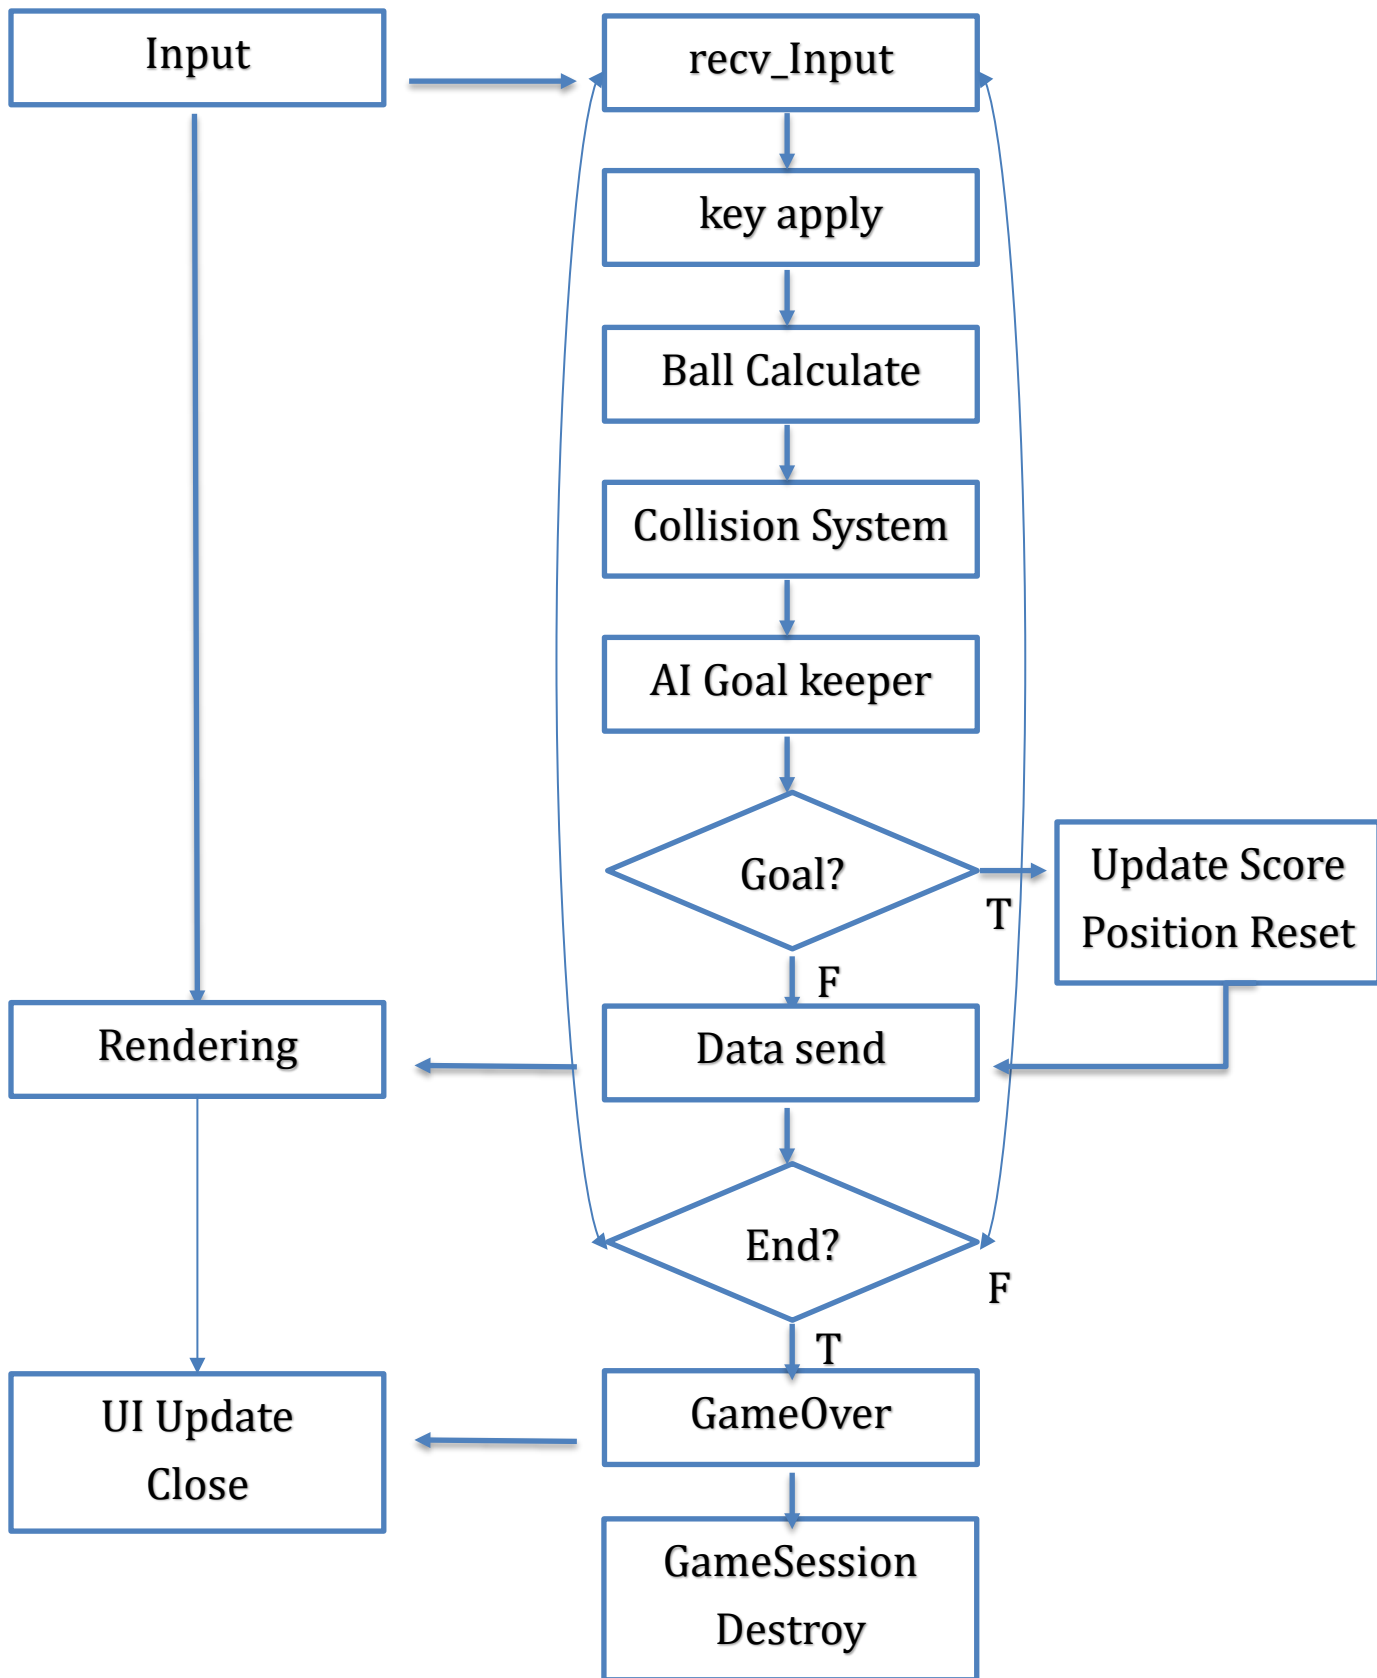 Input
recv_Input
key apply
Ball Calculate
Collision System
AI Goal keeper
Goal?
T
Update Score
Position Reset
F
Rendering
Data send
End?
F
T
UI Update
Close
GameOver
GameSession
Destroy